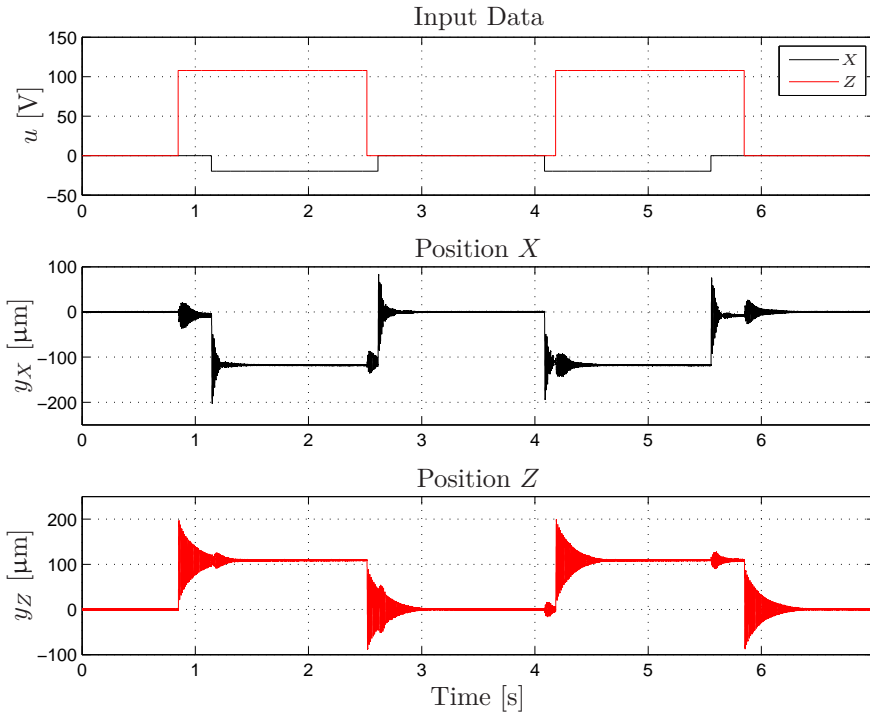 Input Data
150
100
50
0
−50
u [V]
X
Z
0 1 2 3 4 5 6
Position X
100
0
−100
−200
y_X [μm]
0 1 2 3 4 5 6
Position Z
200
100
0
−100
y_Z [μm]
0 1 2 3 4 5 6
Time [s]